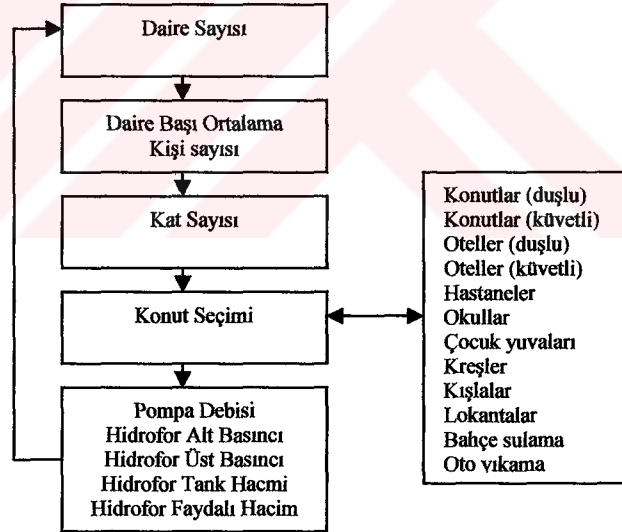 Daire Sayısı
Daire Başı Ortalama
Kişi sayısı
Kat Sayısı
Konut Seçimi
Pompa Debisi
Hidrofor Alt Basıncı
Hidrofor Üst Basıncı
Hidrofor Tank Hacmi
Hidrofor Faydalı Hacim
Konutlar (duşlu)
Konutlar (küvetli)
Oteller (duşlu)
Oteller (küvetli)
Hastaneler
Okullar
Çocuk yuvaları
Kreşler
Kışlalar
Lokantalar
Bahçe sulama
Oto yıkama